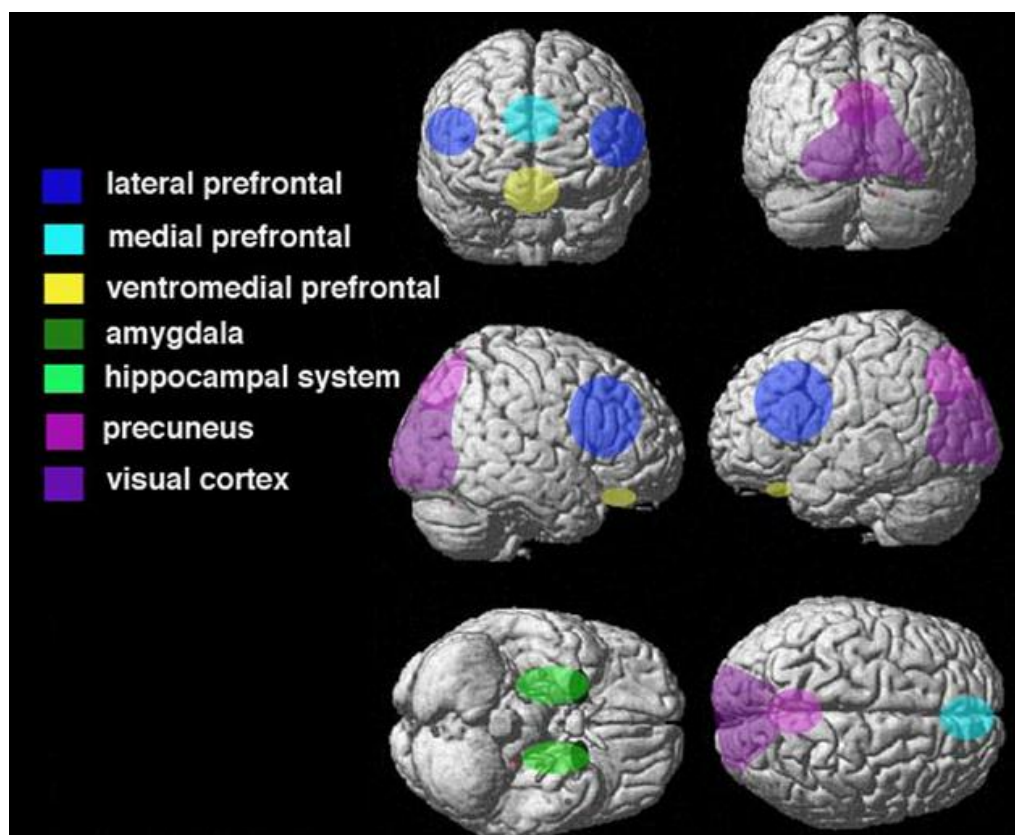 lateral prefrontal
medial prefrontal
ventromedial prefrontal
amygdala
hippocampal system
precuneus
visual cortex